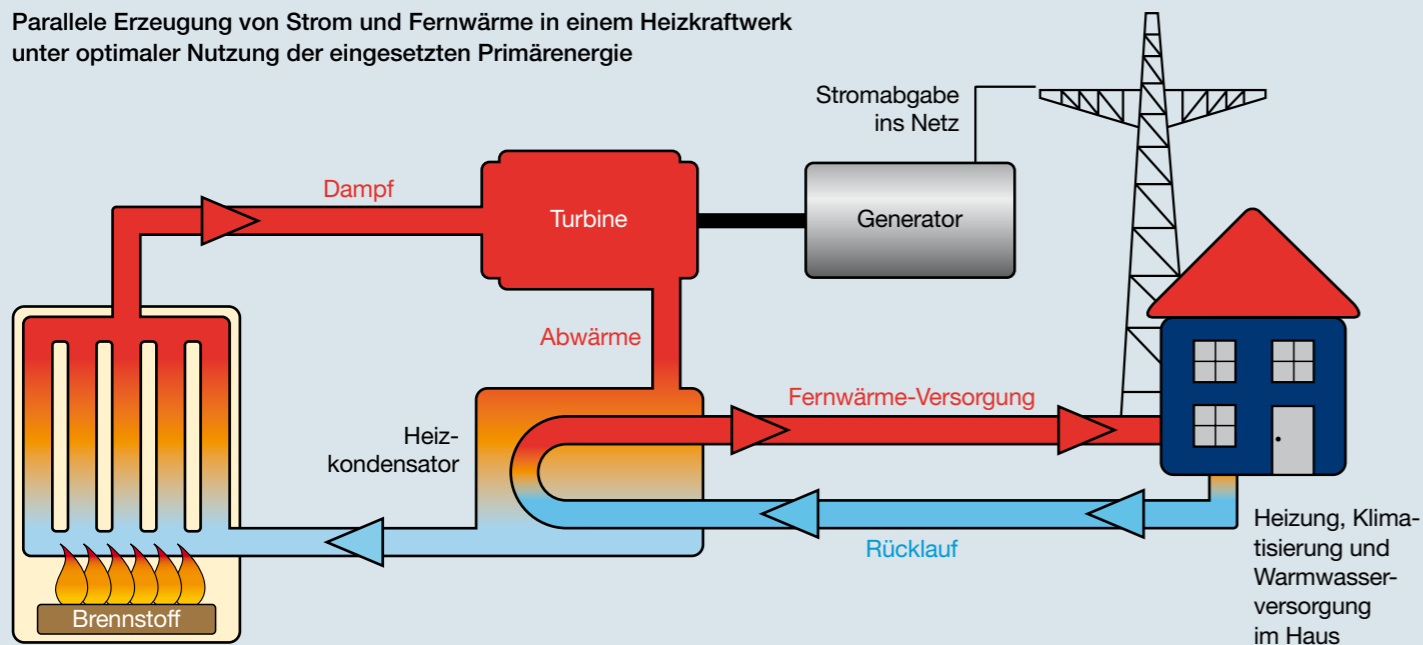 Parallele Erzeugung von Strom und Fernwärme in einem Heizkraftwerk
unter optimaler Nutzung der eingesetzten Primärenergie
Stromabgabe
ins Netz
Dampf
Turbine
Generator
Abwärme
Fernwärme-Versorgung
Heiz-
kondensator
Rücklauf
Heizung, Klima-
tisierung und
Warmwasser-
versorgung
im Haus
Brennstoff